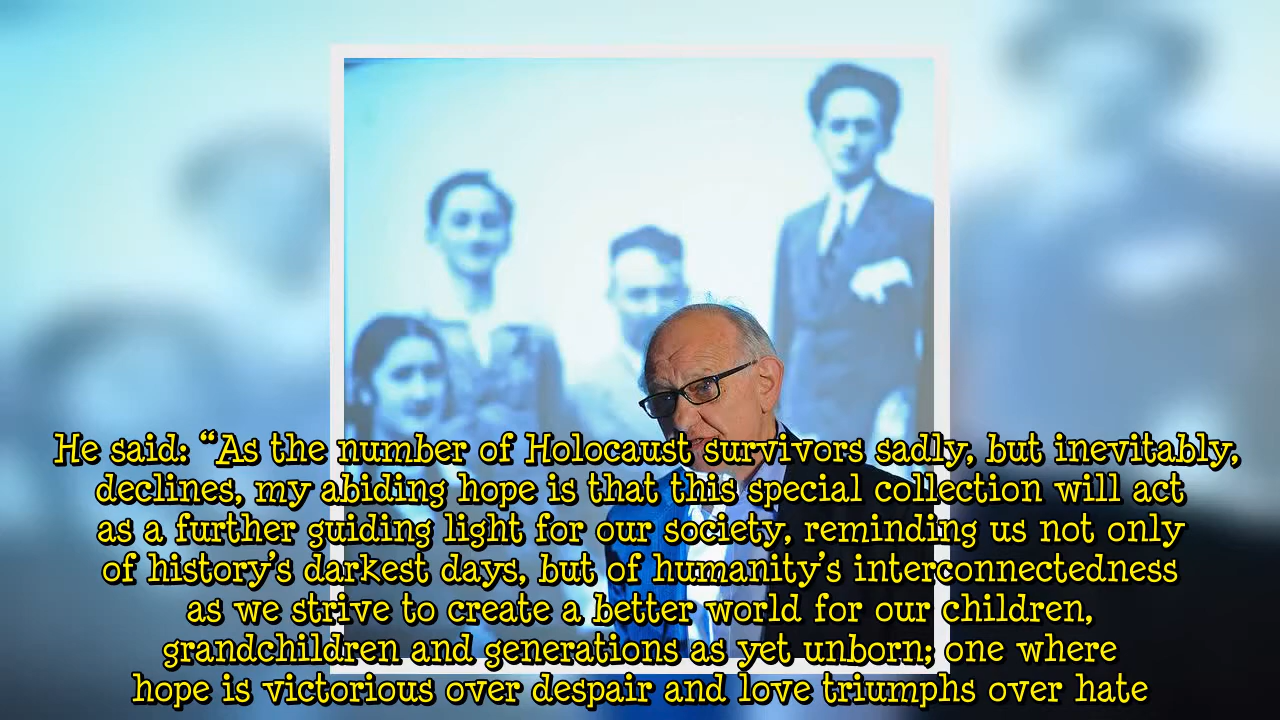 He said: “As the number of Holocaust survivors sadly, but inevitably,
declines, my abiding hope is that this special collection will act
as a further guiding light for our society, reminding us not only
of history’s darkest days, but of humanity’s interconnectedness
as we strive to create a better world for our children,
grandchildren and generations as yet unborn; one where
hope is victorious over despair and love triumphs over hate